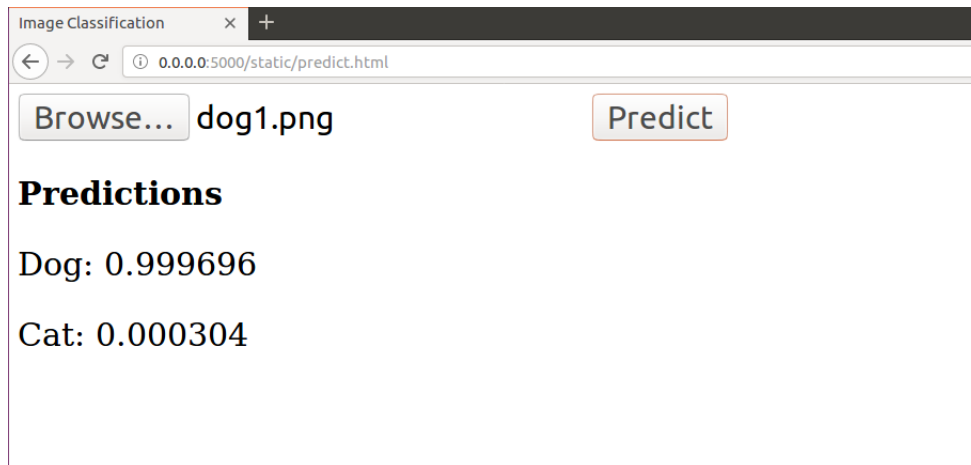 Image Classification
0.0.0.0:5000/static/predict.html
Browse... dog1.png Predict
Predictions
Dog: 0.999696
Cat: 0.000304